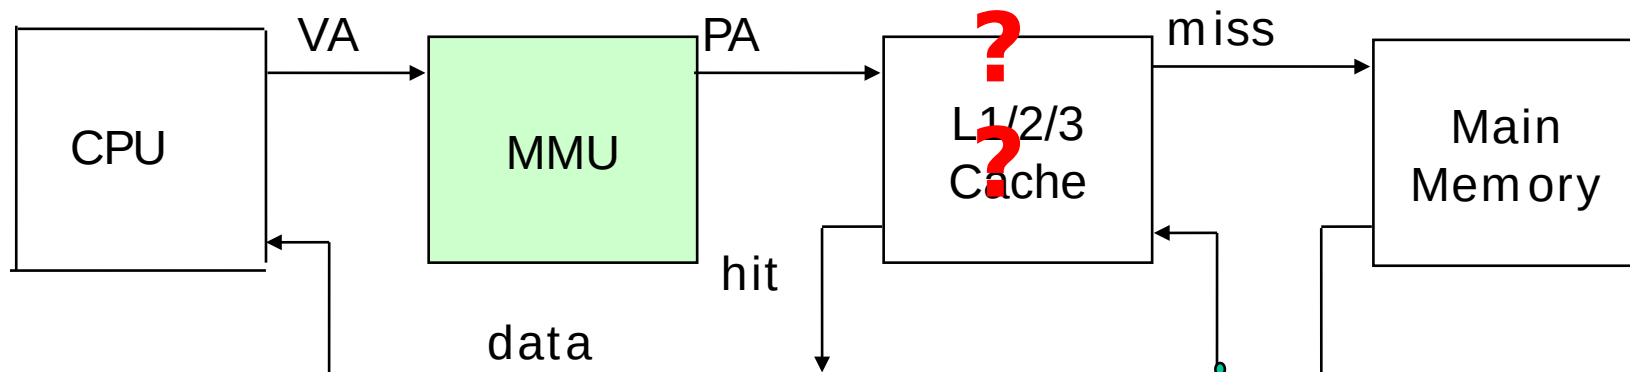 VA
PA
?
miss
CPU
MMU
L1/2/3
?
Cache
Main
Memory
hit
data